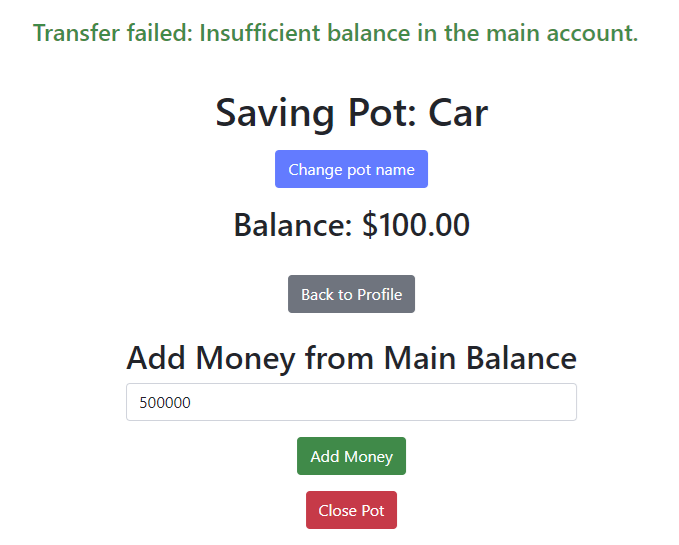 Transfer failed: Insufficient balance in the main account.
Saving Pot: Car
Change pot name
Balance: $100.00
Back to Profile
Add Money from Main Balance
500000
Add Money
Close Pot